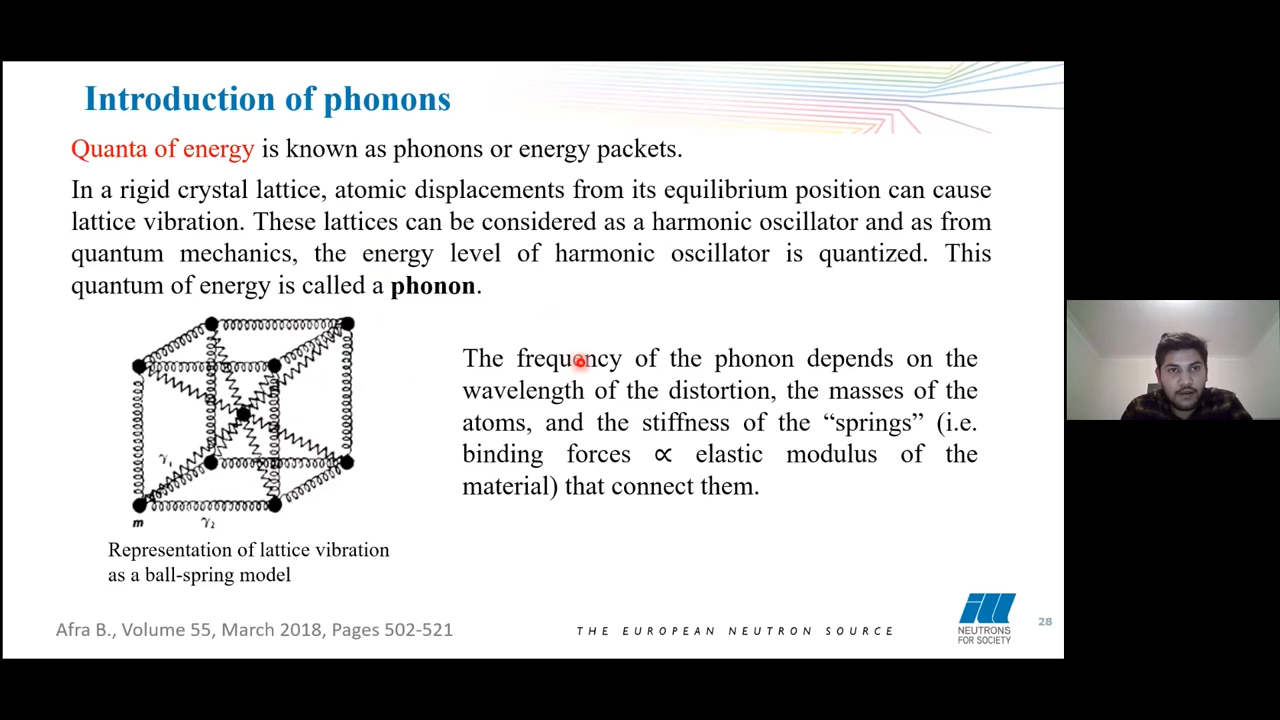 Introduction of phonons
Quanta of energy is known as phonons or energy packets.
In a rigid crystal lattice, atomic displacements from its equilibrium position can cause
lattice vibration. These lattices can be considered as a harmonic oscillator and as from
quantum mechanics, the energy level of harmonic oscillator is quantized. This
quantum of energy is called a phonon.
The frequency of the phonon depends on the
wavelength of the distortion, the masses of the
atoms, and the stiffness of the “springs” (i.e.
binding forces ∝ elastic modulus of the
material) that connect them.
γ₁
m
γ₂
Representation of lattice vibration
as a ball-spring model
Afra B., Volume 55, March 2018, Pages 502-521
THE EUROPEAN NEUTRON SOURCE
ill
NEUTRONS
FOR SOCIETY
28